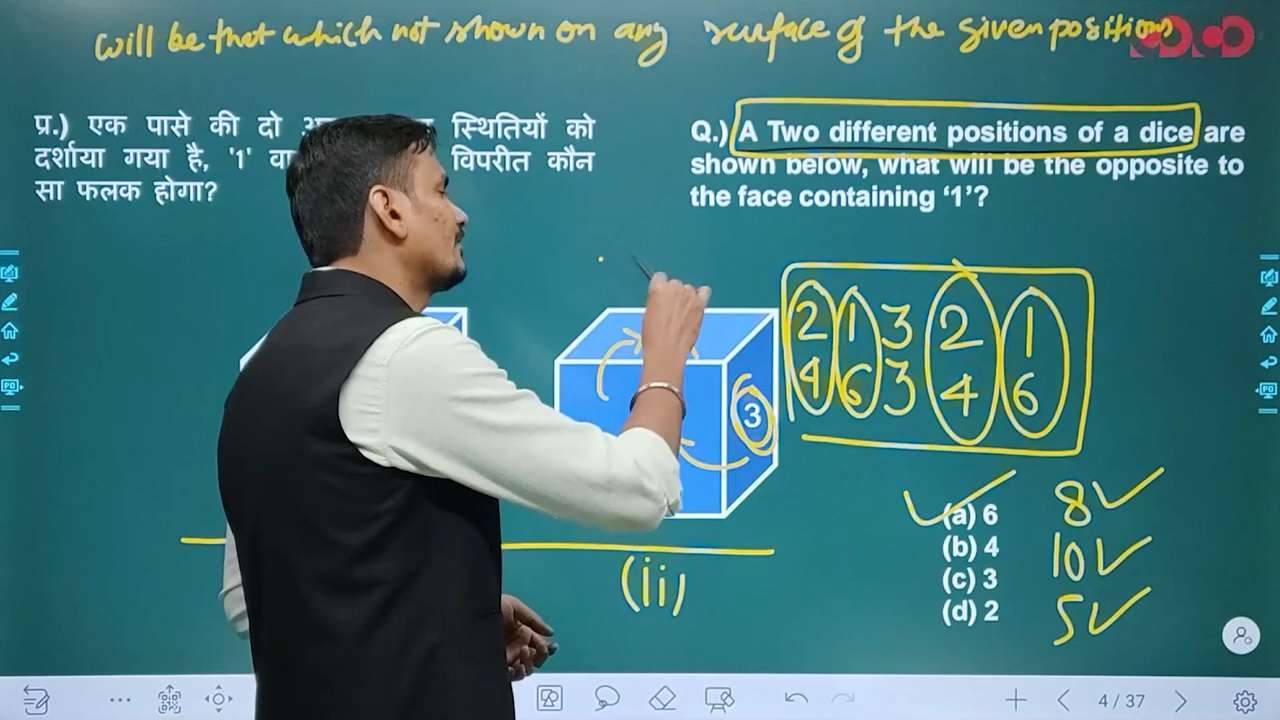 will be that which not shown on any surface of the given positions
प्र.) एक पासे की दो स्थितियों को
दर्शाया गया है, '1' विपरीत कौन
सा फलक होगा?
Q.) A Two different positions of a dice are
shown below, what will be the opposite to
the face containing ‘1’?
2 1 3 2 1
4 6 3 4 6
3
(a) 6 8
(b) 4 10
(c) 3
(d) 2 5
(ii)
4 / 37